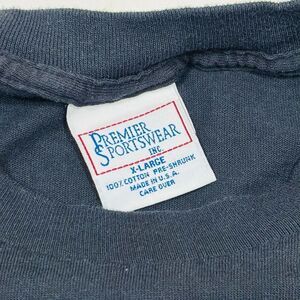 PREMIER
SPORTSWEAR
INC.
X-LARGE
100% COTTON PRE-SHRUNK
MADE IN U.S.A.
CARE OVER